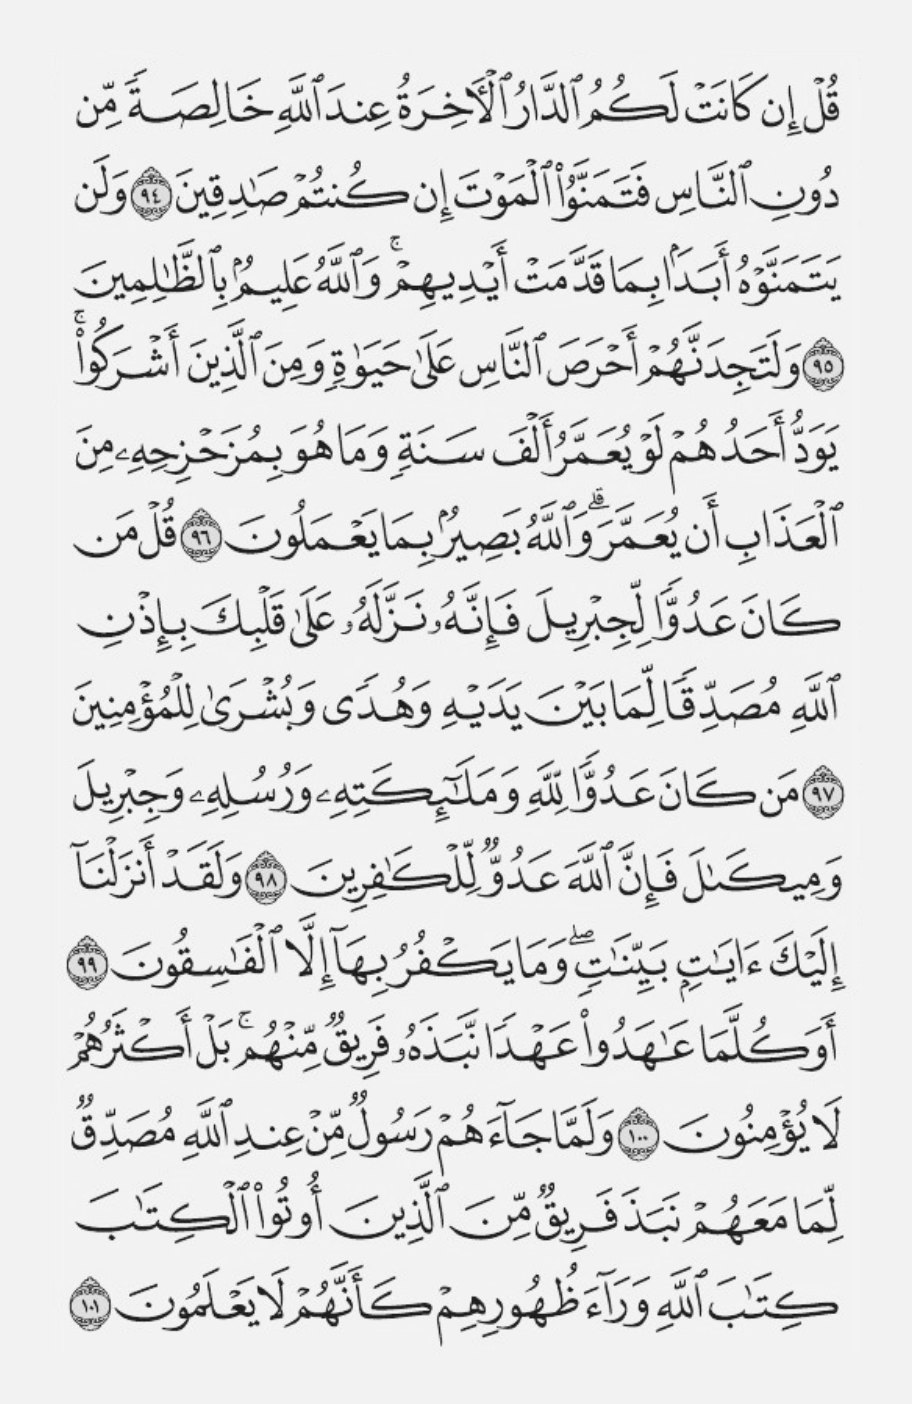 قُلْ إِن كَانَتْ لَكُمُ ٱلدَّارُ ٱلْأَخِرَةُ عِندَ ٱللَّهِ خَالِصَةً مِّن
دُونِ ٱلنَّاسِ فَتَمَنَّوُا۟ ٱلْمَوْتَ إِن كُنتُمْ صَـٰدِقِينَ ٩٤ وَلَن
يَتَمَنَّوْهُ أَبَدًۢا بِمَا قَدَّمَتْ أَيْدِيهِمْ ۚ وَٱللَّهُ عَلِيمٌۢ بِٱلظَّـٰلِمِينَ
٩٥ وَلَتَجِدَنَّهُمْ أَحْرَصَ ٱلنَّاسِ عَلَىٰ حَيَوٰةٍ وَمِنَ ٱلَّذِينَ أَشْرَكُوا۟ ۚ
يَوَدُّ أَحَدُهُمْ لَوْ يُعَمَّرُ أَلْفَ سَنَةٍ وَمَا هُوَ بِمُزَحْزِحِهِۦ مِنَ
ٱلْعَذَابِ أَن يُعَمَّرَ ۗ وَٱللَّهُ بَصِيرٌۢ بِمَا يَعْمَلُونَ ٩٦ قُلْ مَن
كَانَ عَدُوًّا لِّجِبْرِيلَ فَإِنَّهُۥ نَزَّلَهُۥ عَلَىٰ قَلْبِكَ بِإِذْنِ
ٱللَّهِ مُصَدِّقًا لِّمَا بَيْنَ يَدَيْهِ وَهُدًى وَبُشْرَىٰ لِلْمُؤْمِنِينَ
٩٧ مَن كَانَ عَدُوًّا لِّلَّهِ وَمَلَـٰٓئِكَتِهِۦ وَرُسُلِهِۦ وَجِبْرِيلَ
وَمِيكَىٰلَ فَإِنَّ ٱللَّهَ عَدُوٌّ لِّلْكَـٰفِرِينَ ٩٨ وَلَقَدْ أَنزَلْنَآ
إِلَيْكَ ءَايَـٰتٍۭ بَيِّنَـٰتٍ ۖ وَمَا يَكْفُرُ بِهَآ إِلَّا ٱلْفَـٰسِقُونَ ٩٩
أَوَكُلَّمَا عَـٰهَدُوا۟ عَهْدًا نَّبَذَهُۥ فَرِيقٌ مِّنْهُم ۚ بَلْ أَكْثَرُهُمْ
لَا يُؤْمِنُونَ ١٠٠ وَلَمَّا جَآءَهُمْ رَسُولٌ مِّنْ عِندِ ٱللَّهِ مُصَدِّقٌ
لِّمَا مَعَهُمْ نَبَذَ فَرِيقٌ مِّنَ ٱلَّذِينَ أُوتُوا۟ ٱلْكِتَـٰبَ
كِتَـٰبَ ٱللَّهِ وَرَآءَ ظُهُورِهِمْ كَأَنَّهُمْ لَا يَعْلَمُونَ ١٠١